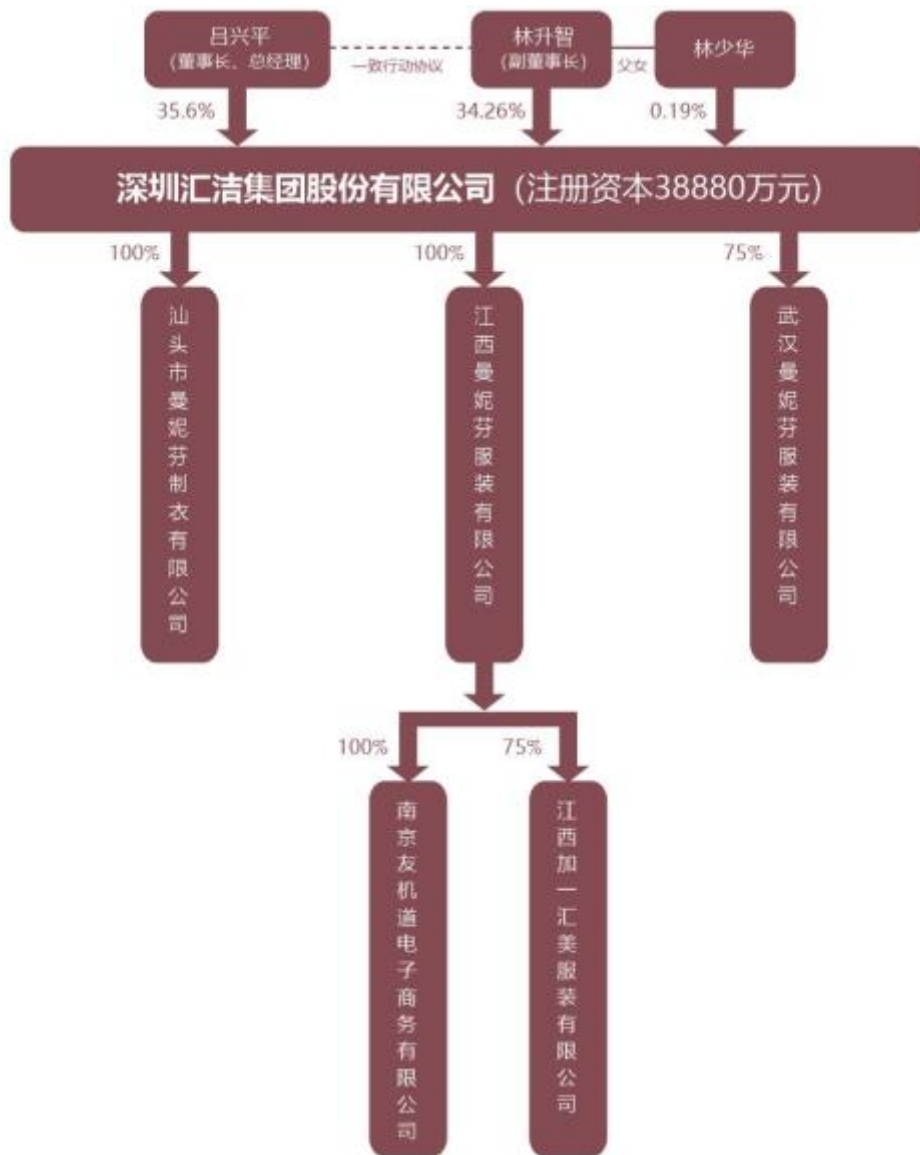 吕兴平
(董事长、总经理)
一致行动协议
林升智
(副董事长)
父女
林少华
35.6%
34.26%
0.19%
深圳汇洁集团股份有限公司（注册资本38880万元）
100%
100%
75%
汕头市曼妮芬制衣有限公司
江西曼妮芬服装有限公司
武汉曼妮芬服装有限公司
100%
75%
南京友机道电子商务有限公司
江西加一汇美服装有限公司